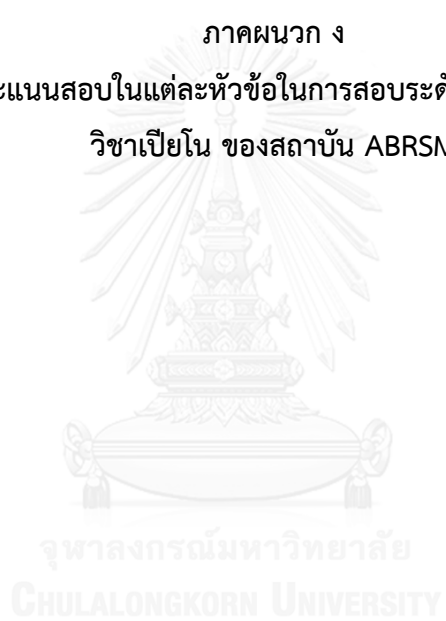 ภาคผนวก ง
ะแนนสอบในแต่ละหัวข้อในการสอบระดั
วิชาเปียโน ของสถาบัน ABRSM
จุฬาลงกรณ์มหาวิทยาลัย
CHULALONGKORN UNIVERSITY